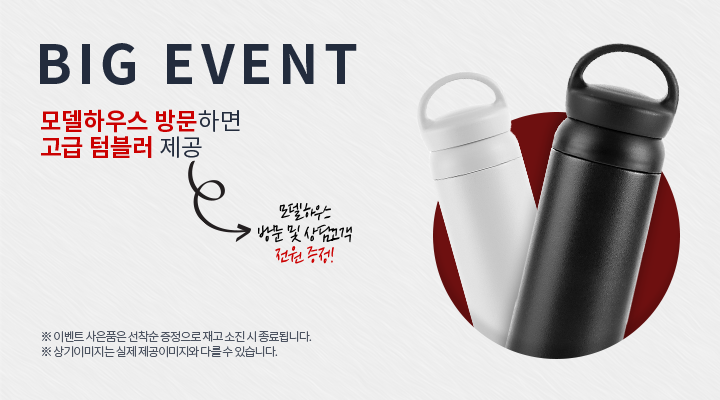 BIG EVENT
모델하우스 방문하면
고급 텀블러 제공
모델하우스
방문 및 상담고객
전원 증정!
※ 이벤트 사은품은 선착순 증정으로 재고 소진 시 종료됩니다.
※ 상기이미지는 실제 제공이미지와 다를 수 있습니다.